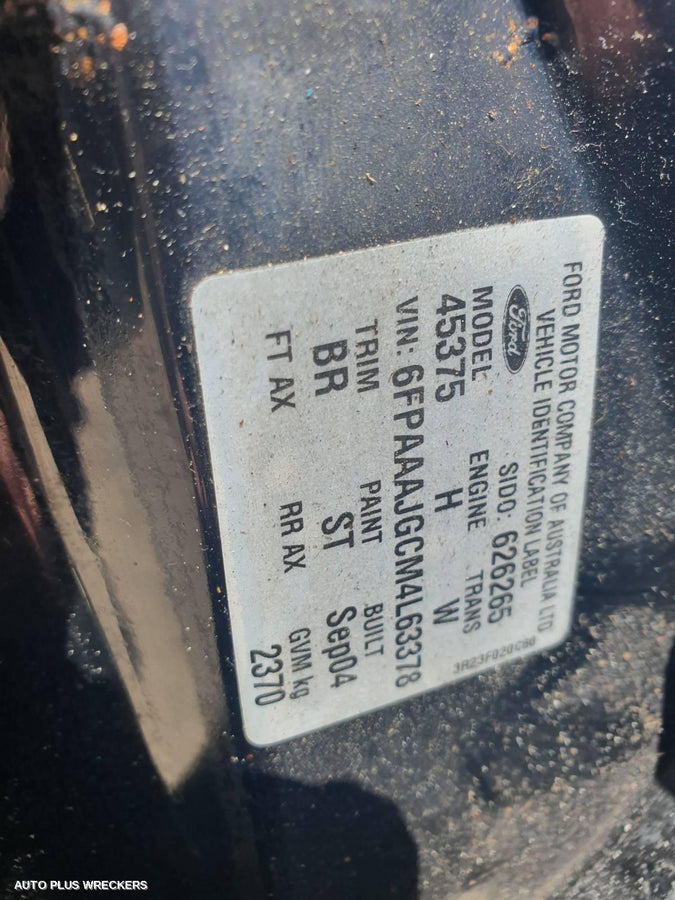 FORD MOTOR COMPANY OF AUSTRALIA LTD
VEHICLE IDENTIFICATION LABEL
Ford SIDO: 626265
MODEL ENGINE TRANS
45375 H W
VIN: 6FPAAAJGCM4L63378
TRIM PAINT BUILT
BR ST Sep04
FT AX RR AX GVM kg
2370
3R23F020C60
AUTO PLUS WRECKERS